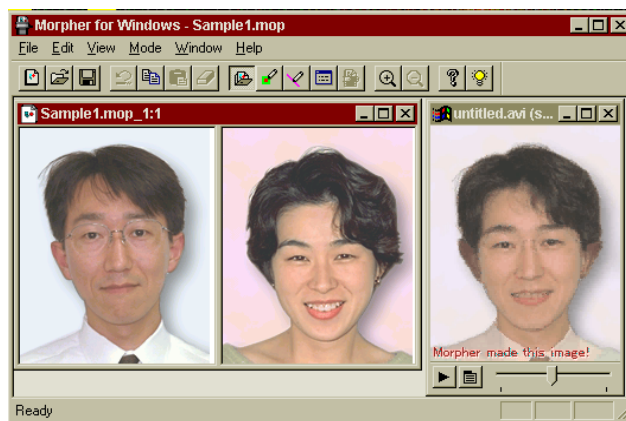 Morpher for Windows - Sample1.mop
File Edit View Mode Window Help
Sample1.mop_1:1
untitled.avi (s...
Morpher made this image!
Ready